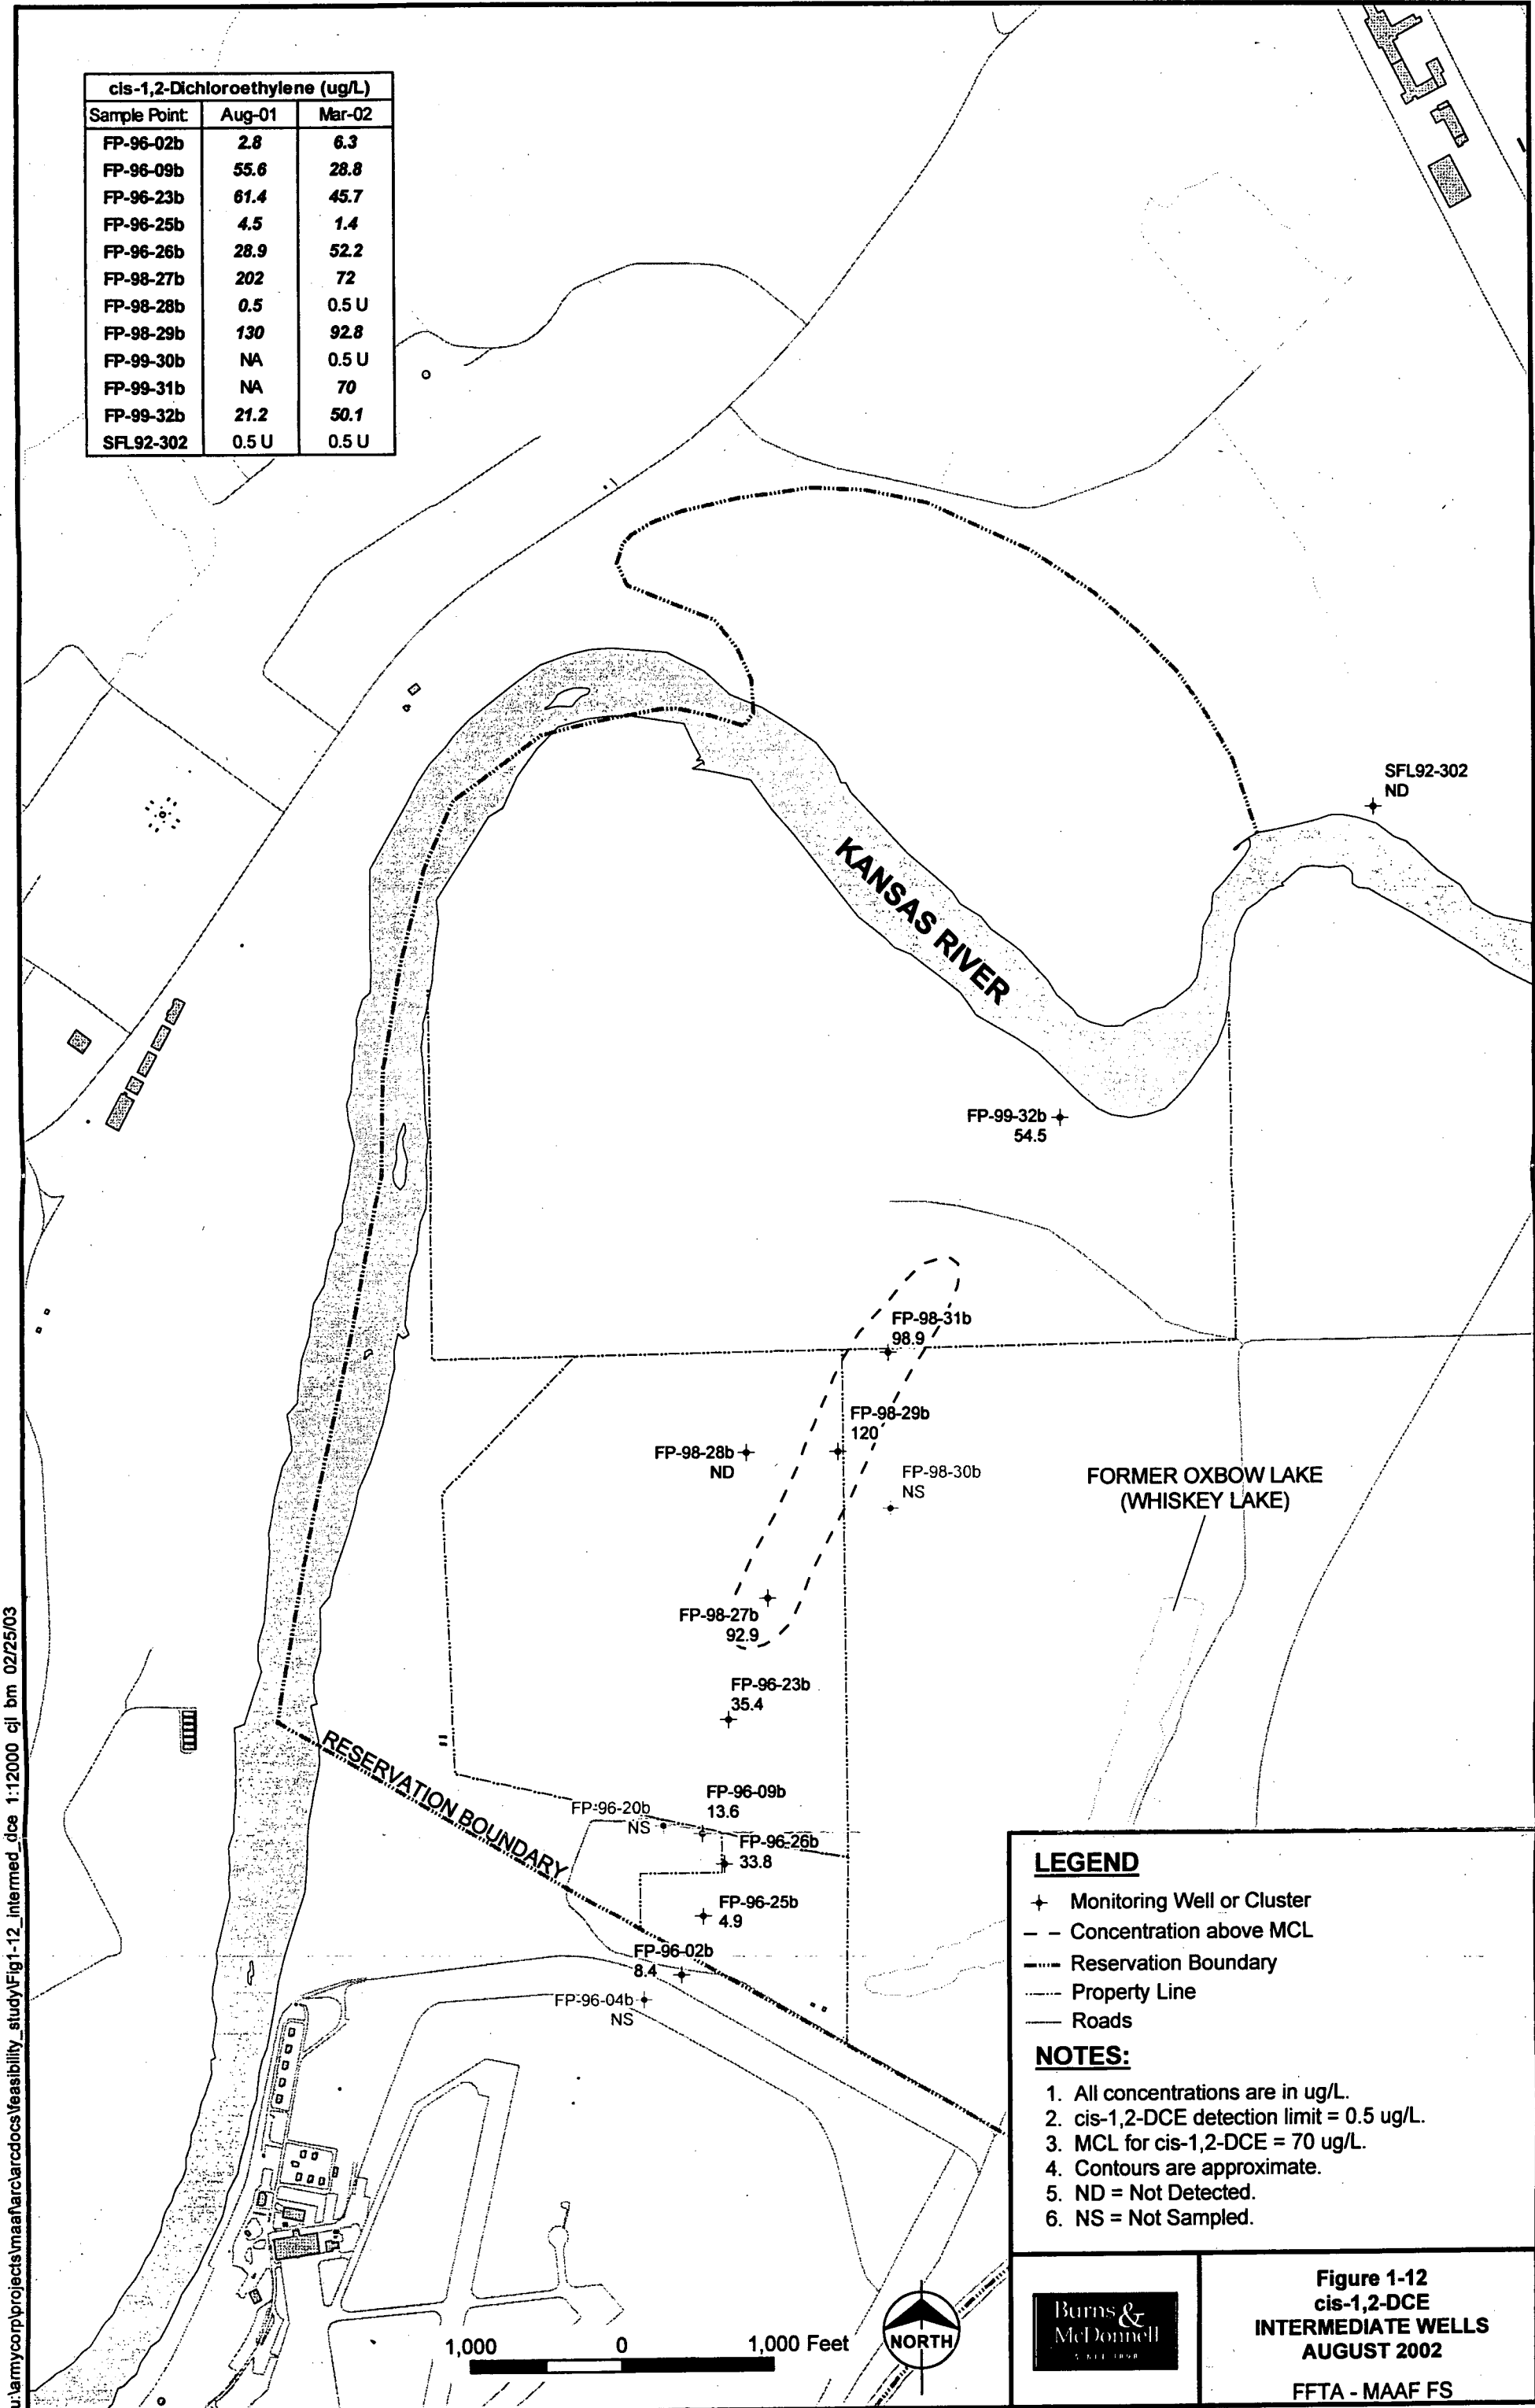 cis-1,2-Dichloroethylene (ug/L)
Sample Point: Aug-01 Mar-02
FP-96-02b 2.8 6.3
FP-96-09b 55.6 28.8
FP-96-23b 61.4 45.7
FP-96-25b 4.5 1.4
FP-96-26b 28.9 52.2
FP-98-27b 202 72
FP-98-28b 0.5 0.5 U
FP-98-29b 130 92.8
FP-99-30b NA 0.5 U
FP-99-31b NA 70
FP-99-32b 21.2 50.1
SFL92-302 0.5 U 0.5 U
SFL92-302
ND
KANSAS RIVER
FP-99-32b
54.5
FP-98-31b
98.9
FP-98-29b
120
FP-98-28b
ND
FP-98-30b
NS
FORMER OXBOW LAKE
(WHISKEY LAKE)
FP-98-27b
92.9
FP-96-23b
35.4
RESERVATION BOUNDARY
FP-96-09b
13.6
FP-96-20b
NS
FP-96-26b
33.8
FP-96-25b
4.9
FP-96-02b
8.4
FP-96-04b
NS
LEGEND
Monitoring Well or Cluster
Concentration above MCL
Reservation Boundary
Property Line
Roads
NOTES:
1. All concentrations are in ug/L.
2. cis-1,2-DCE detection limit = 0.5 ug/L.
3. MCL for cis-1,2-DCE = 70 ug/L.
4. Contours are approximate.
5. ND = Not Detected.
6. NS = Not Sampled.
1,000 0 1,000 Feet
NORTH
Burns &
McDonnell
SINCE 1898
Figure 1-12
cis-1,2-DCE
INTERMEDIATE WELLS
AUGUST 2002
FFTA - MAAF FS
u:\armycorp\projects\maaf\arc\arcdocs\feasibility_study\Fig1-12_intermed_dce 1:12000 cjl bm 02/25/03